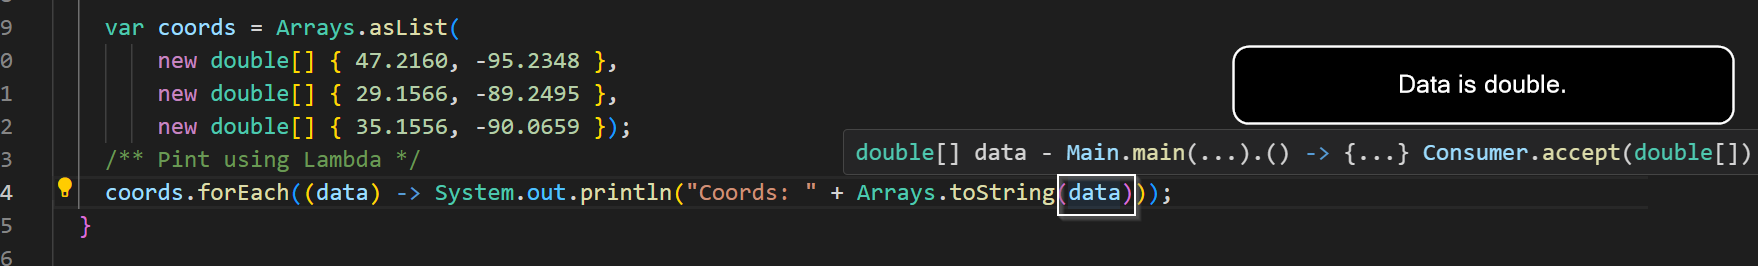 9 var coords = Arrays.asList(
0 new double[] { 47.2160, -95.2348 },
Data is double.
1 new double[] { 29.1566, -89.2495 },
2 new double[] { 35.1556, -90.0659 });
3 /** Pint using Lambda */
double[] data - Main.main(...).() -> {...} Consumer.accept(double[])
4 coords.forEach((data) -> System.out.println("Coords: " + Arrays.toString(data)));
5 }
6